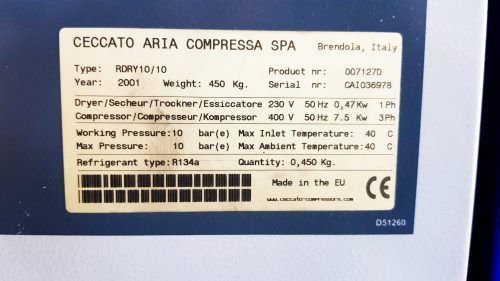 CECCATO ARIA COMPRESSA SPA Brendola, Italy
Type: RDRY10/10 Product nr: 007127D
Year: 2001 Weight: 450 Kg. Serial nr: CAI036978
Dryer/Secheur/Trockner/Essiccatore 230 V 50 Hz 0,47 Kw 1 Ph
Compressor/Compresseur/Kompressor 400 V 50 Hz 7.5 Kw 3Ph
Working Pressure: 10 bar(e) Max Inlet Temperature: 40 C
Max Pressure: 10 bar(e) Max Ambient Temperature: 40 C
Refrigerant type: R134a Quantity: 0,450 Kg.
Made in the EU CE
www.ceccato-compressors.com
D51260